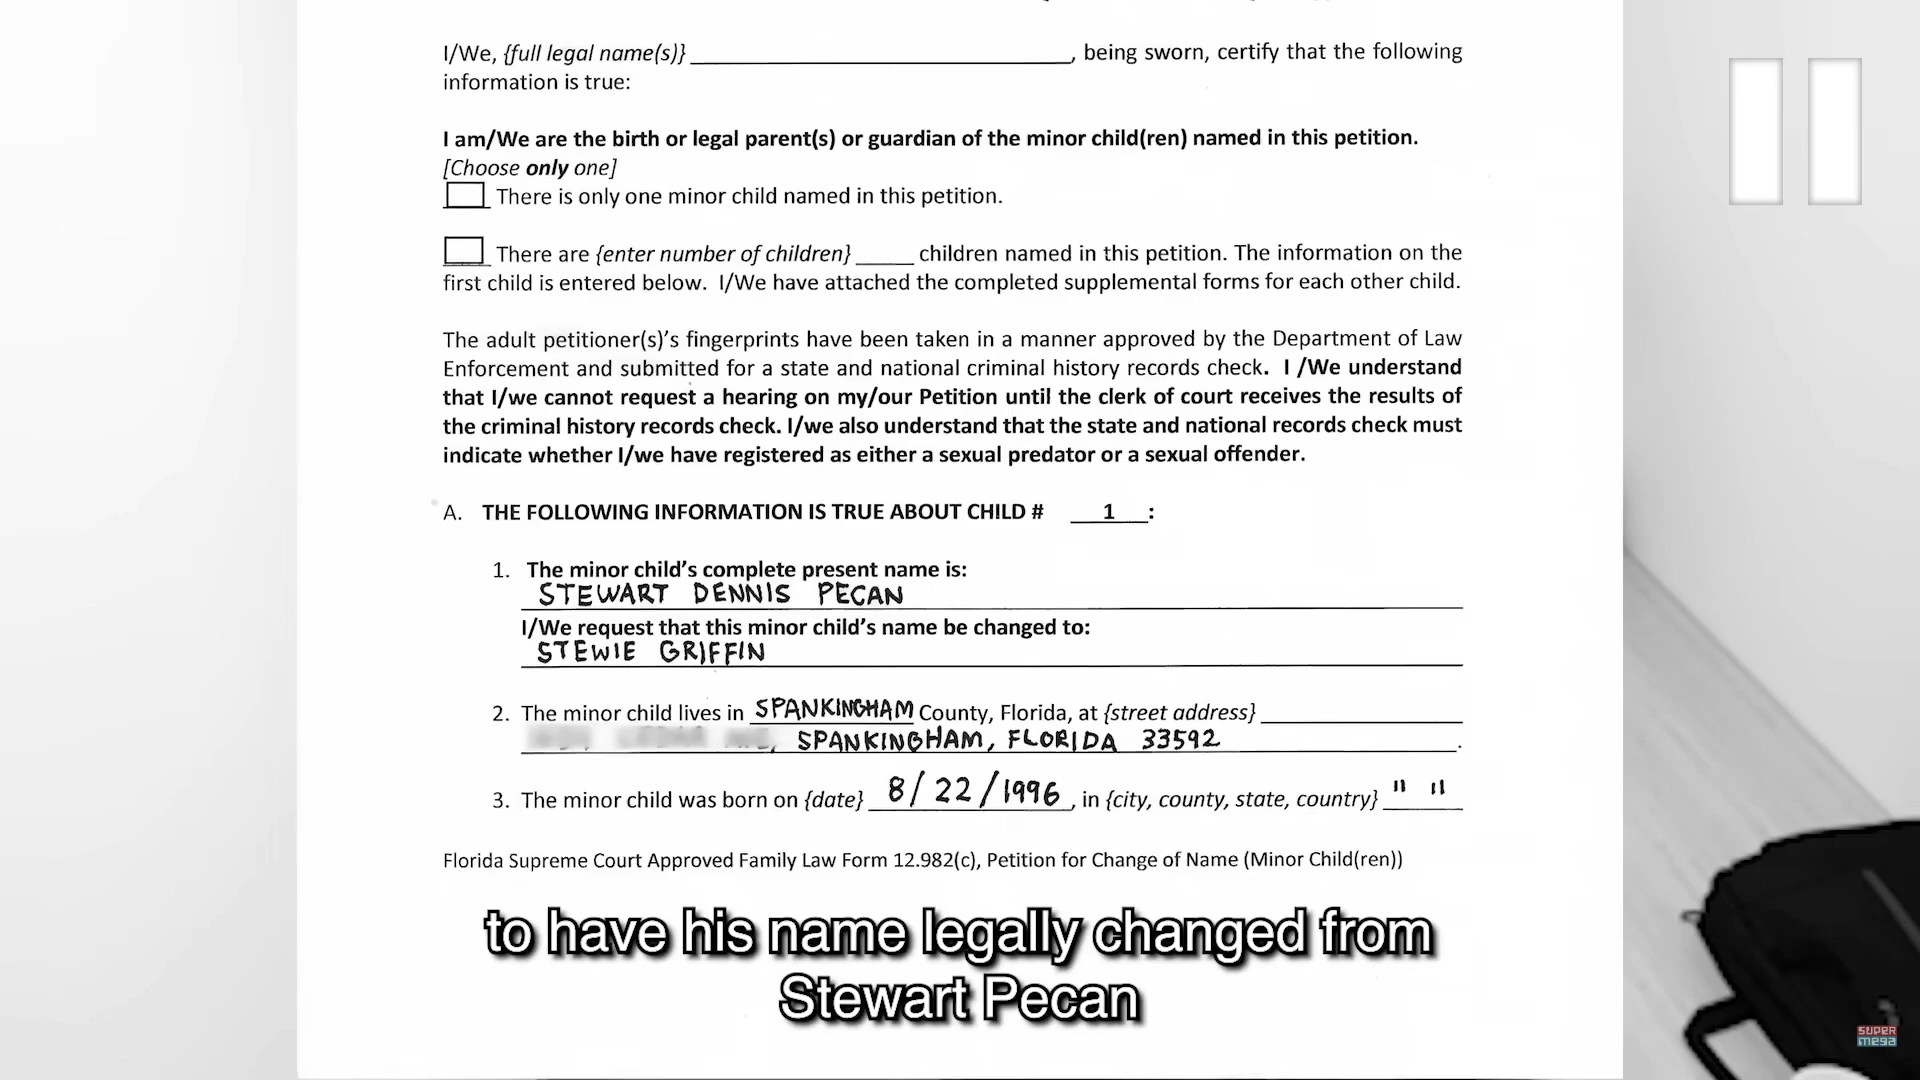 I/We, {full legal name(s)} ______, being sworn, certify that the following
information is true:
I am/We are the birth or legal parent(s) or guardian of the minor child(ren) named in this petition.
[Choose only one]
There is only one minor child named in this petition.
There are {enter number of children} _____ children named in this petition. The information on the
first child is entered below. I/We have attached the completed supplemental forms for each other child.
The adult petitioner(s)'s fingerprints have been taken in a manner approved by the Department of Law
Enforcement and submitted for a state and national criminal history records check. I /We understand
that I/we cannot request a hearing on my/our Petition until the clerk of court receives the results of
the criminal history records check. I/we also understand that the state and national records check must
indicate whether I/we have registered as either a sexual predator or a sexual offender.
A. THE FOLLOWING INFORMATION IS TRUE ABOUT CHILD # 1 :
1. The minor child's complete present name is:
STEWART DENNIS PECAN
I/We request that this minor child's name be changed to:
STEWIE GRIFFIN
2. The minor child lives in SPANKINGHAM County, Florida, at {street address}
SPANKINGHAM, FLORIDA 33592
3. The minor child was born on {date} 8/22/1996, in {city, county, state, country} " "
Florida Supreme Court Approved Family Law Form 12.982(c), Petition for Change of Name (Minor Child(ren))
to have his name legally changed from
Stewart Pecan
SUPER
mega